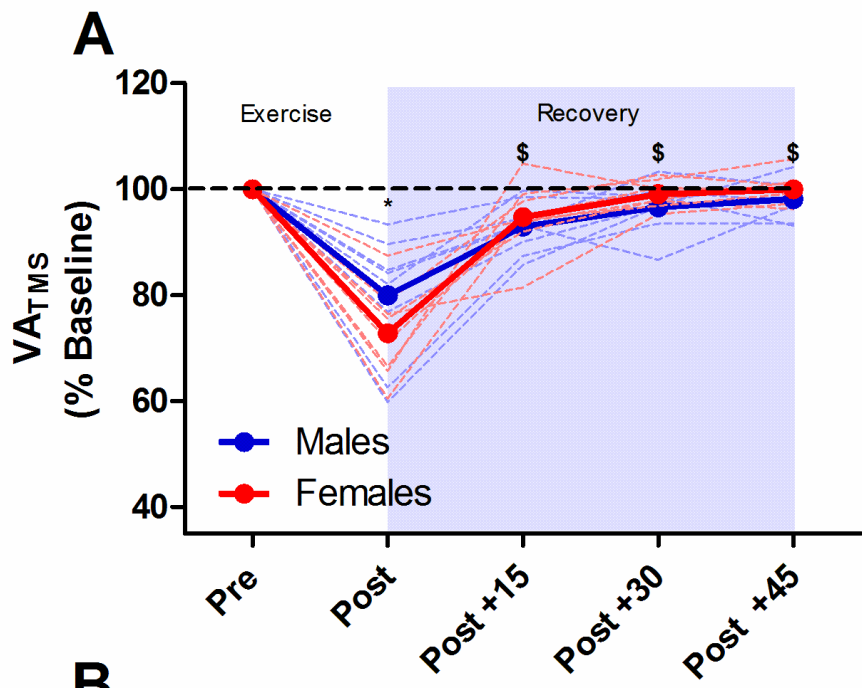 A
120
Exercise
Recovery
$ $ $
100
*
80
VATMS
(% Baseline)
60
Males
Females
40
Pre
Post
Post +15
Post +30
Post +45
B